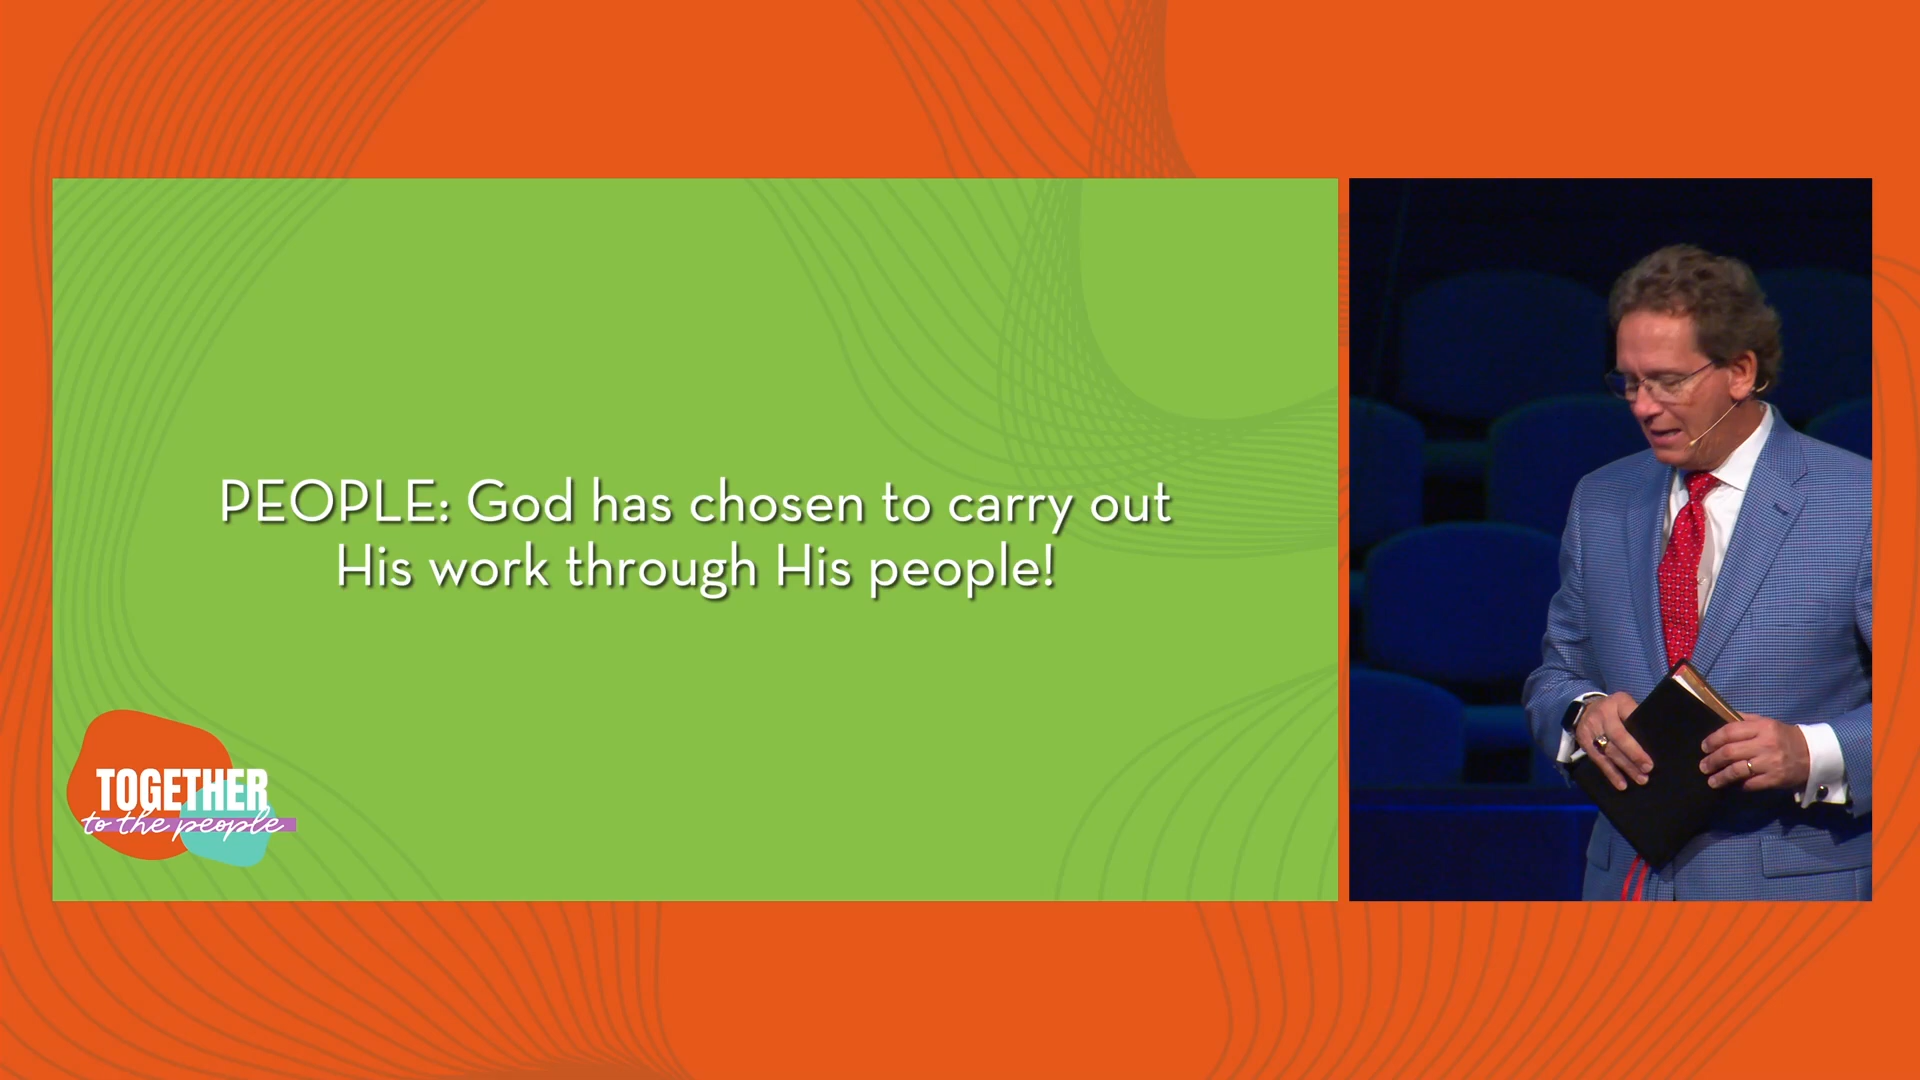 PEOPLE: God has chosen to carry out
His work through His people!
TOGETHER
to the people